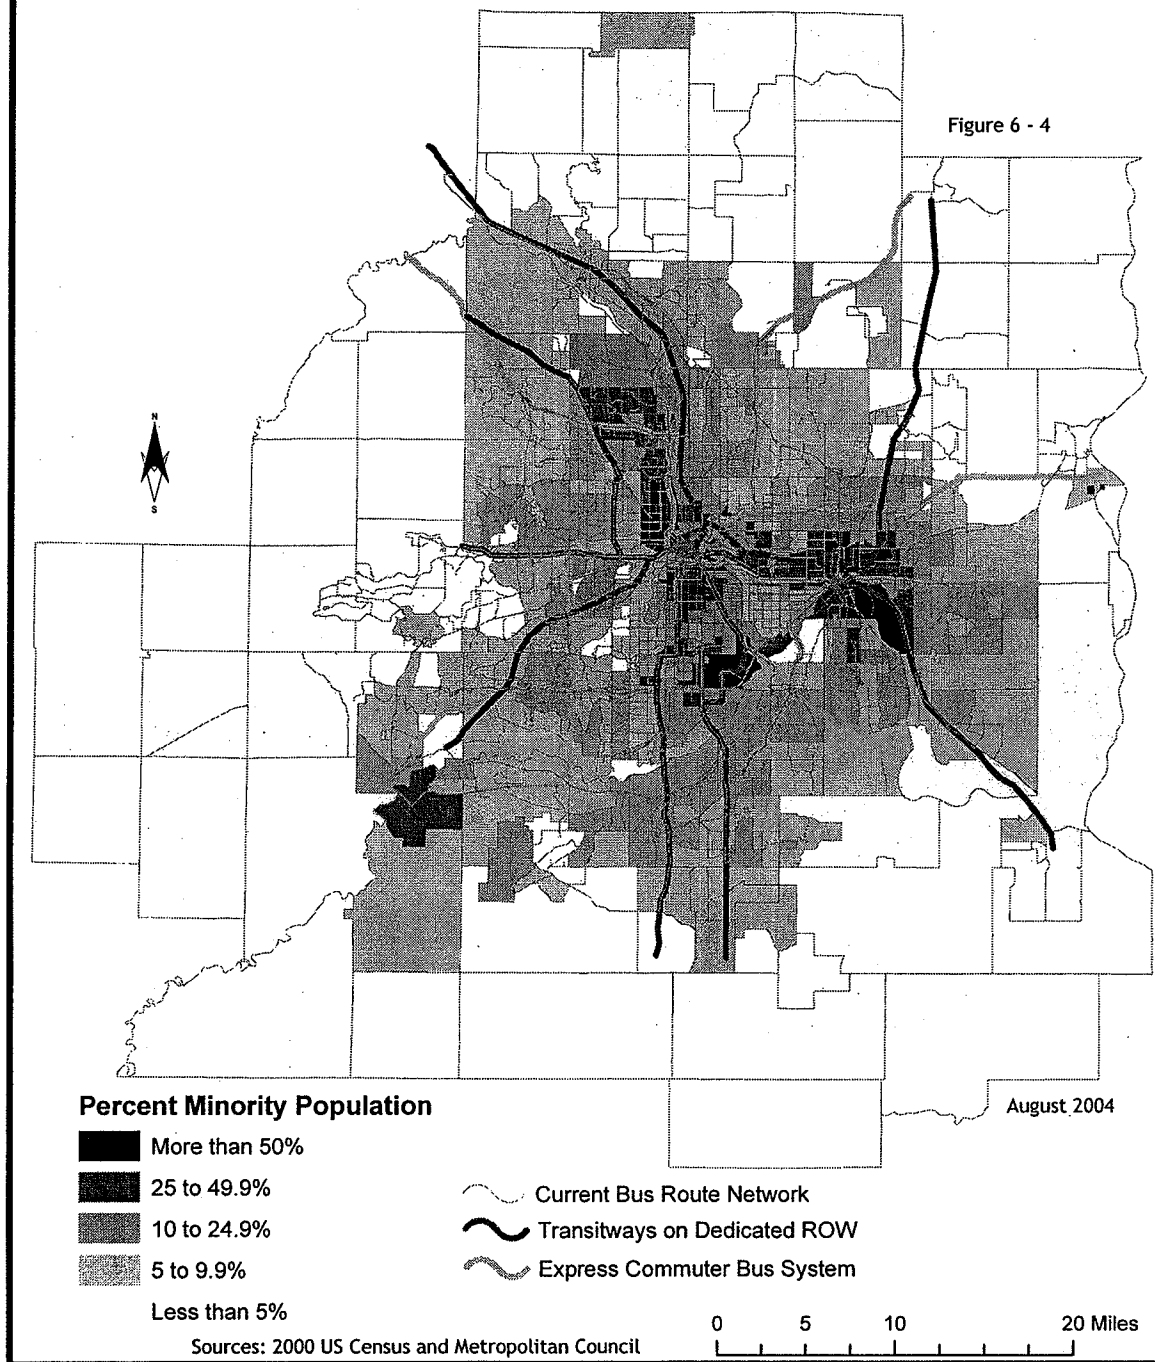 Figure 6 - 4
N
S
August 2004
Percent Minority Population
More than 50%
25 to 49.9%
10 to 24.9%
5 to 9.9%
Less than 5%
Current Bus Route Network
Transitways on Dedicated ROW
Express Commuter Bus System
0 5 10 20 Miles
Sources: 2000 US Census and Metropolitan Council